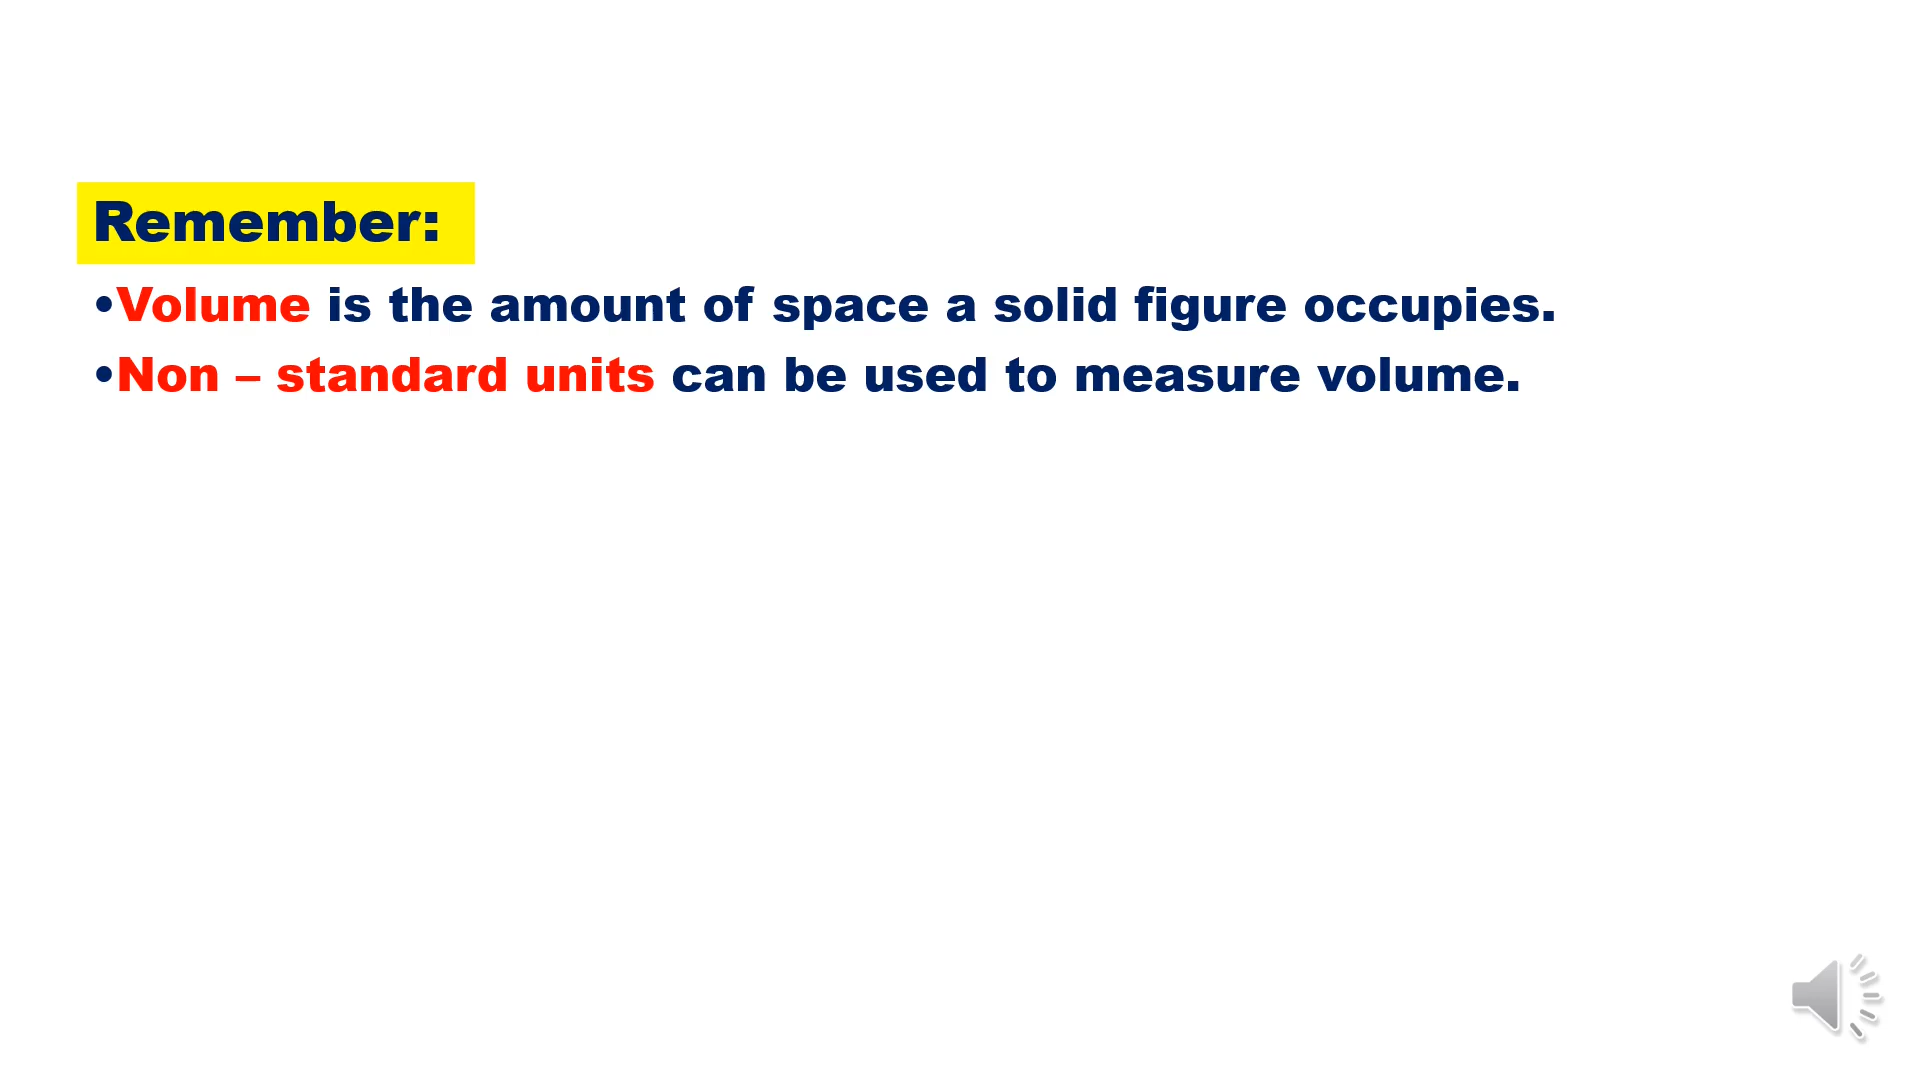 Remember:
•Volume is the amount of space a solid figure occupies.
•Non – standard units can be used to measure volume.